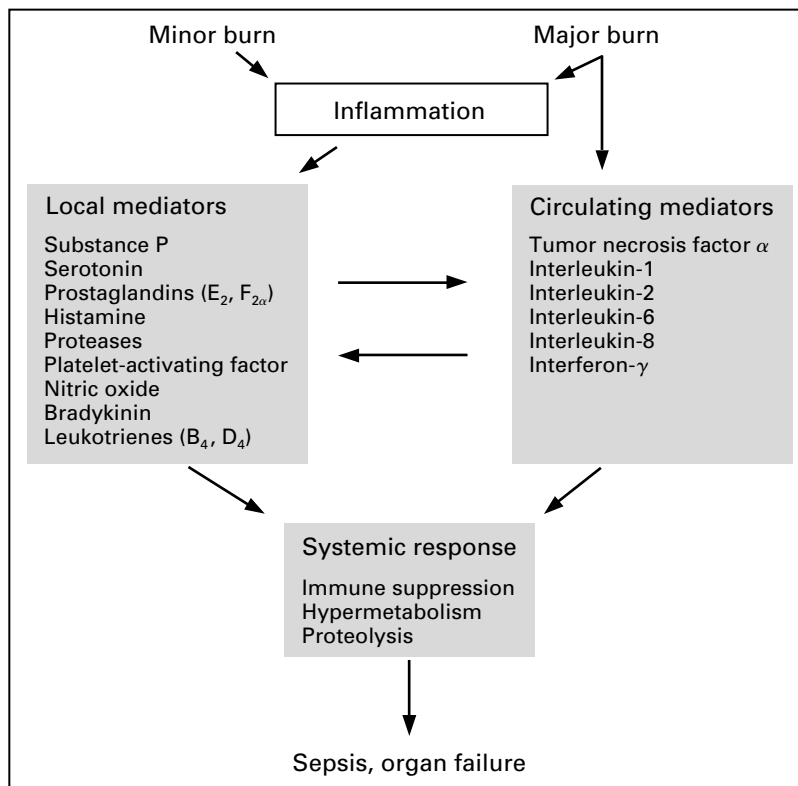 Minor burn
Major burn
Inflammation
Local mediators
Substance P
Serotonin
Prostaglandins (E₂, F₂α)
Histamine
Proteases
Platelet-activating factor
Nitric oxide
Bradykinin
Leukotrienes (B₄, D₄)
Circulating mediators
Tumor necrosis factor α
Interleukin-1
Interleukin-2
Interleukin-6
Interleukin-8
Interferon-γ
Systemic response
Immune suppression
Hypermetabolism
Proteolysis
Sepsis, organ failure